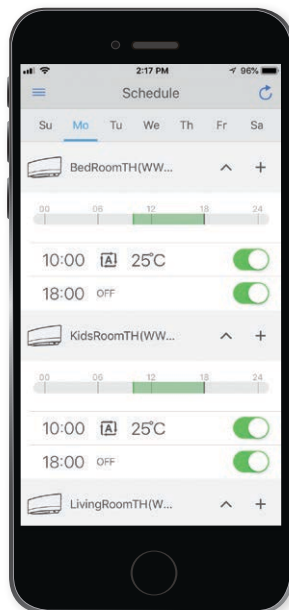 2:17 PM 96%
Schedule
Su Mo Tu We Th Fr Sa
BedRoomTH(WW...
00 06 12 18 24
10:00 A 25°C
18:00 OFF
KidsRoomTH(WW...
00 06 12 18 24
10:00 A 25°C
18:00 OFF
LivingRoomTH(W...